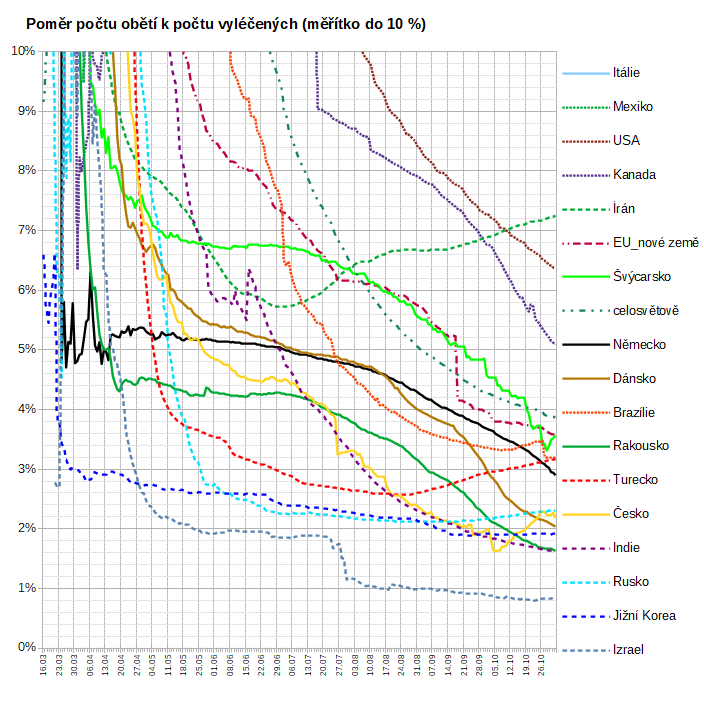 Poměr počtu obětí k počtu vyléčených (měřítko do 10 %)
10%
9%
8%
7%
6%
5%
4%
3%
2%
1%
0%
16.03
23.03
30.03
06.04
13.04
20.04
27.04
04.05
11.05
18.05
25.05
01.06
08.06
15.06
22.06
29.06
06.07
13.07
20.07
27.07
03.08
10.08
17.08
24.08
31.08
07.09
14.09
21.09
28.09
05.10
12.10
19.10
26.10
Itálie
Mexiko
USA
Kanada
Írán
EU_nové země
Švýcarsko
celosvětově
Německo
Dánsko
Brazílie
Rakousko
Turecko
Česko
Indie
Rusko
Jižní Korea
Izrael